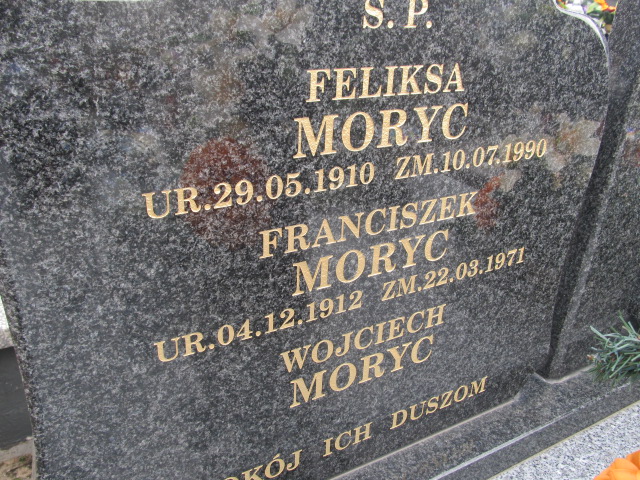 S. P.
FELIKSA
MORYC
UR.29.05.1910 ZM.10.07.1990
FRANCISZEK
MORYC
UR.04.12.1912 ZM.22.03.1971
WOJCIECH
MORYC
OKÓJ ICH DUSZOM